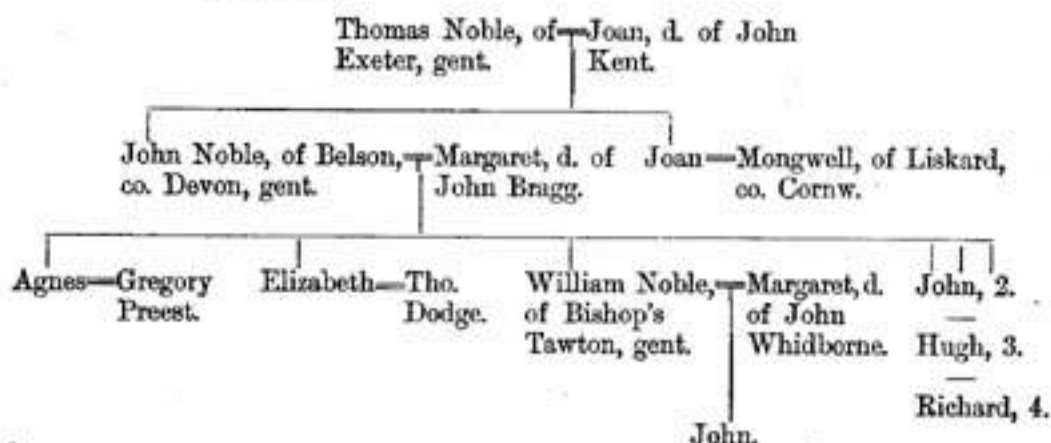 Thomas Noble, of Joan, d. of John
Exeter, gent. Kent.
John Noble, of Belson, Margaret, d. of Joan Mongwell, of Liskard,
co. Devon, gent. John Bragg. co. Cornw.
Agnes Gregory Elizabeth Tho. William Noble, Margaret, d. John, 2.
Preest. Dodge. of Bishop's of John
Tawton, gent. Whidborne. Hugh, 3.
Richard, 4.
John.